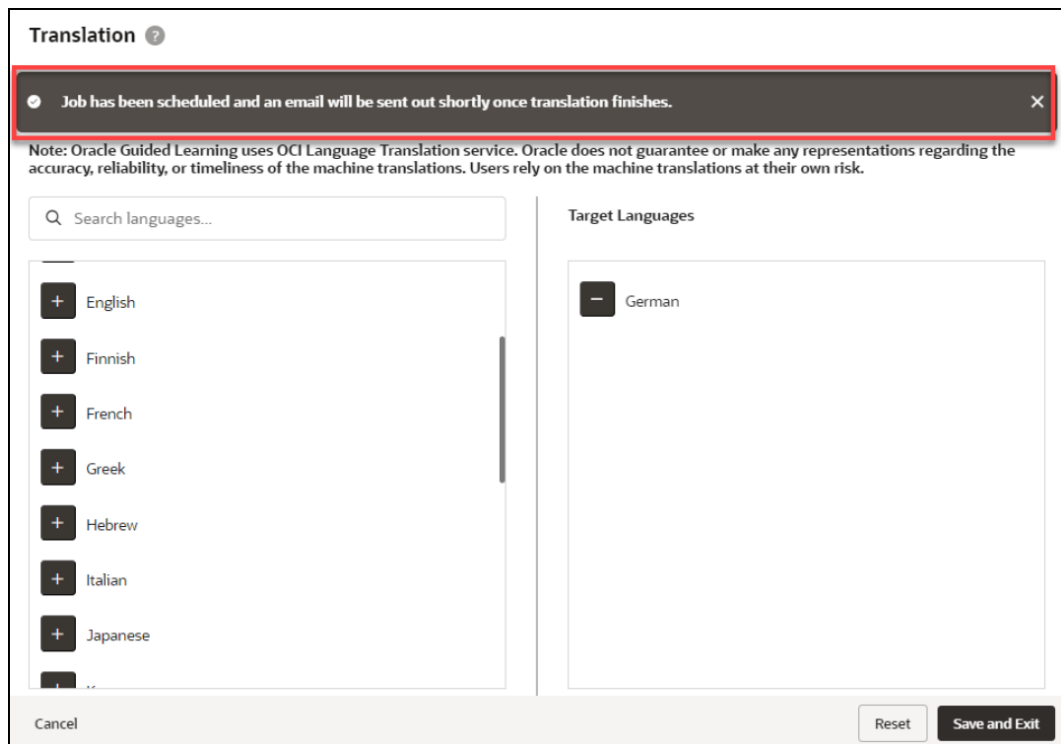 Translation ?
Job has been scheduled and an email will be sent out shortly once translation finishes.
Note: Oracle Guided Learning uses OCI Language Translation service. Oracle does not guarantee or make any representations regarding the
accuracy, reliability, or timeliness of the machine translations. Users rely on the machine translations at their own risk.
Search languages...
English
Finnish
French
Greek
Hebrew
Italian
Japanese
Target Languages
German
Cancel
Reset
Save and Exit